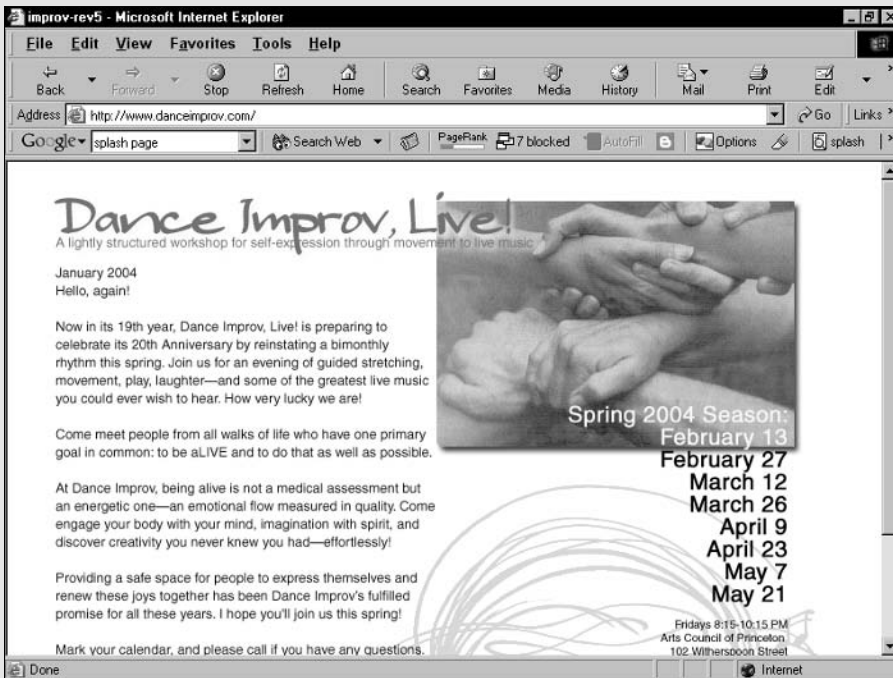 improv-rev5 - Microsoft Internet Explorer
File Edit View Favorites Tools Help
Back Forward Stop Refresh Home Search Favorites Media History Mail Print Edit
Address http://www.danceimprov.com/ Go Links
Google splash page Search Web PageRank 7 blocked AutoFill Options splash
Dance Improv, Live!
A lightly structured workshop for self-expression through movement to live music
January 2004
Hello, again!
Now in its 19th year, Dance Improv, Live! is preparing to
celebrate its 20th Anniversary by reinstating a bimonthly
rhythm this spring. Join us for an evening of guided stretching,
movement, play, laughter—and some of the greatest live music
you could ever wish to hear. How very lucky we are!
Come meet people from all walks of life who have one primary
goal in common: to be aLIVE and to do that as well as possible.
At Dance Improv, being alive is not a medical assessment but
an energetic one—an emotional flow measured in quality. Come
engage your body with your mind, imagination with spirit, and
discover creativity you never knew you had—effortlessly!
Providing a safe space for people to express themselves and
renew these joys together has been Dance Improv's fulfilled
promise for all these years. I hope you'll join us this spring!
Mark your calendar, and please call if you have any questions.
Spring 2004 Season:
February 13
February 27
March 12
March 26
April 9
April 23
May 7
May 21
Fridays 8:15-10:15 PM
Arts Council of Princeton
102 Witherspoon Street
Done Internet